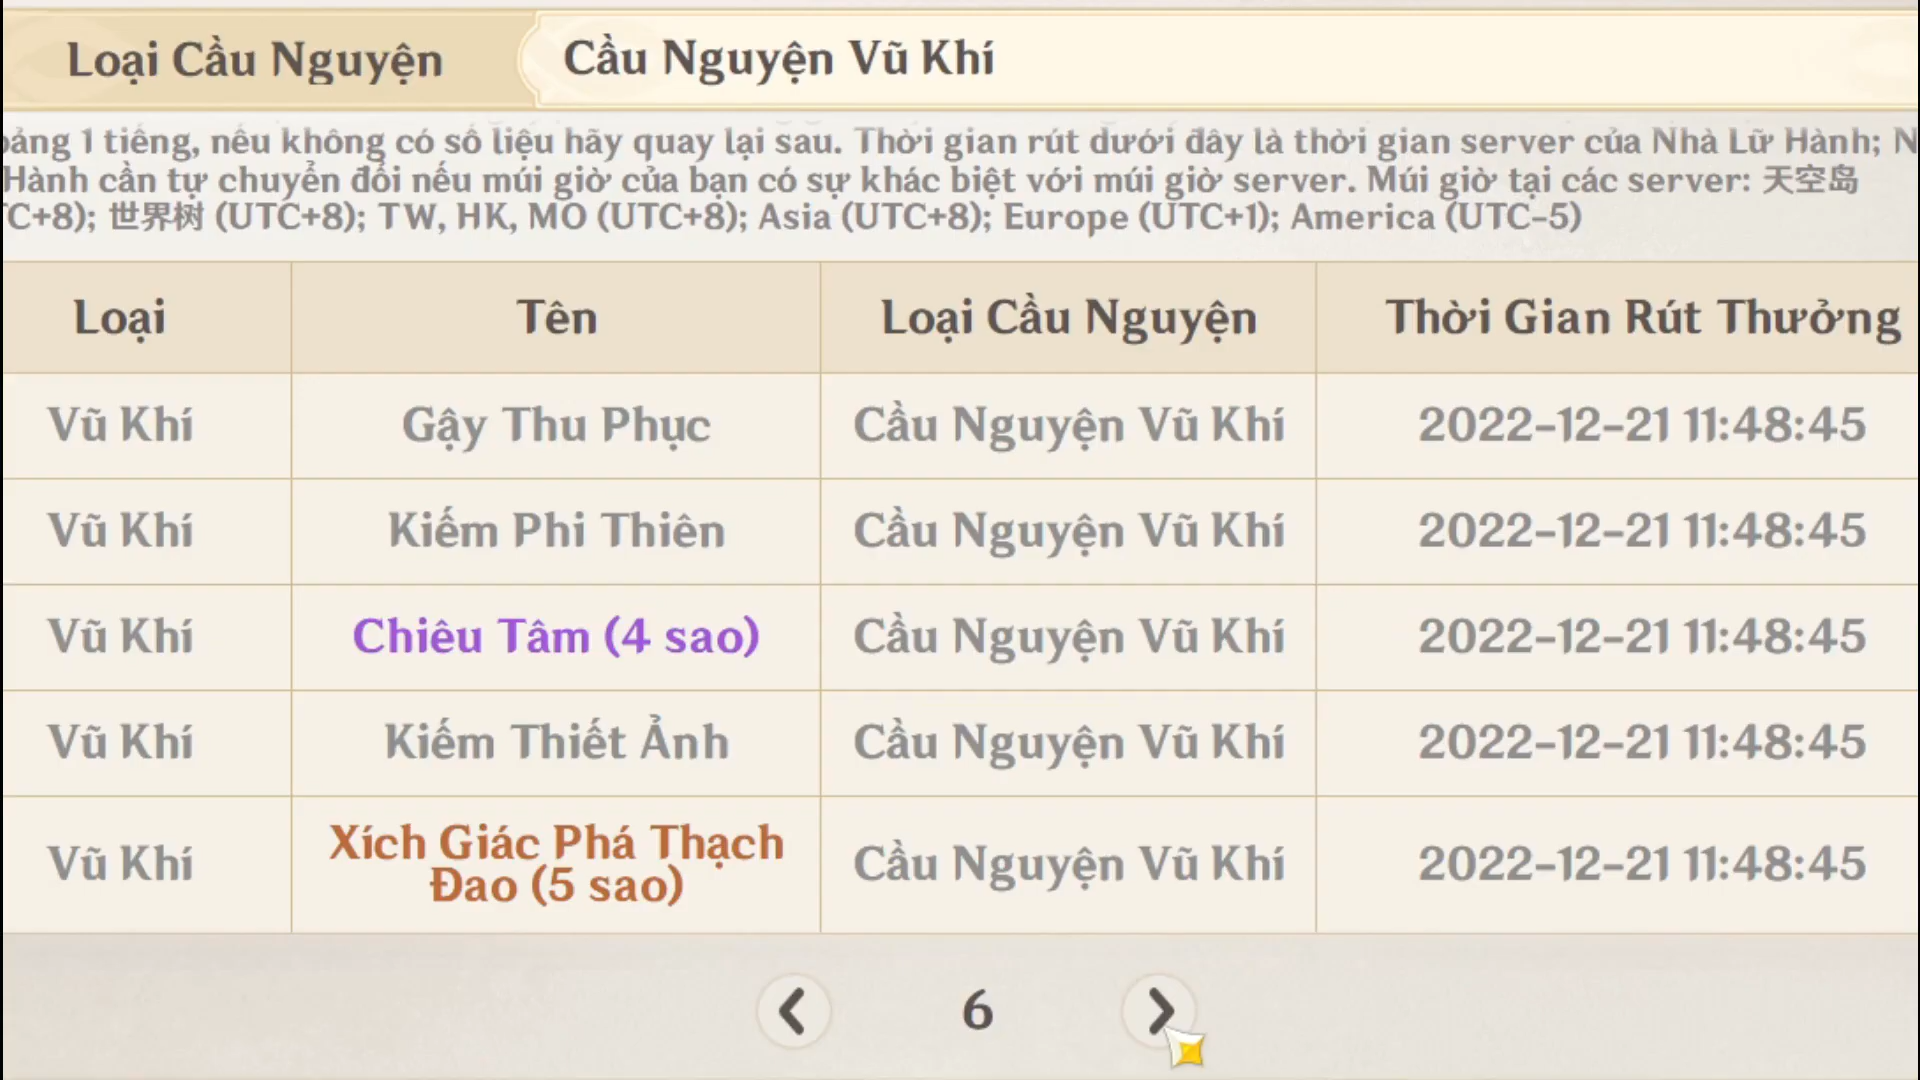 Loại Cầu Nguyện Cầu Nguyện Vũ Khí
1 tiếng, nếu không có số liệu hãy quay lại sau. Thời gian rút dưới đây là thời gian server của Nhà Lữ Hành;
Hành cần tự chuyển đổi nếu múi giờ của bạn có sự khác biệt với múi giờ server. Múi giờ tại các server: 天空岛
C+8); 世界树 (UTC+8); TW, HK, MO (UTC+8); Asia (UTC+8); Europe (UTC+1); America (UTC-5)
Loại Tên Loại Cầu Nguyện Thời Gian Rút Thưởng
Vũ Khí Gậy Thu Phục Cầu Nguyện Vũ Khí 2022-12-21 11:48:45
Vũ Khí Kiếm Phi Thiên Cầu Nguyện Vũ Khí 2022-12-21 11:48:45
Vũ Khí Chiêu Tâm (4 sao) Cầu Nguyện Vũ Khí 2022-12-21 11:48:45
Vũ Khí Kiếm Thiết Ảnh Cầu Nguyện Vũ Khí 2022-12-21 11:48:45
Vũ Khí Xích Giác Phá Thạch Cầu Nguyện Vũ Khí 2022-12-21 11:48:45
Đao (5 sao)
6